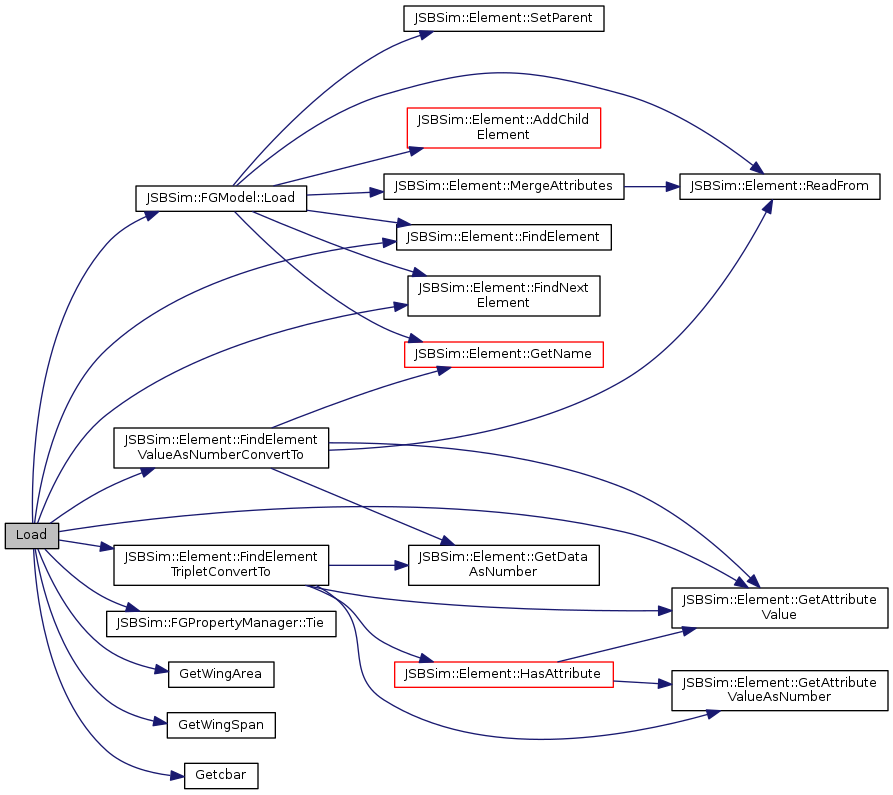 JSBSim::Element::SetParent
JSBSim::Element::AddChild
Element
JSBSim::FGModel::Load
JSBSim::Element::MergeAttributes
JSBSim::Element::ReadFrom
JSBSim::Element::FindElement
JSBSim::Element::FindNext
Element
JSBSim::Element::GetName
JSBSim::Element::FindElement
ValueAsNumberConvertTo
Load
JSBSim::Element::FindElement
TripletConvertTo
JSBSim::Element::GetData
AsNumber
JSBSim::Element::GetAttribute
Value
JSBSim::FGPropertyManager::Tie
GetWingArea
JSBSim::Element::HasAttribute
JSBSim::Element::GetAttribute
ValueAsNumber
GetWingSpan
Getcbar